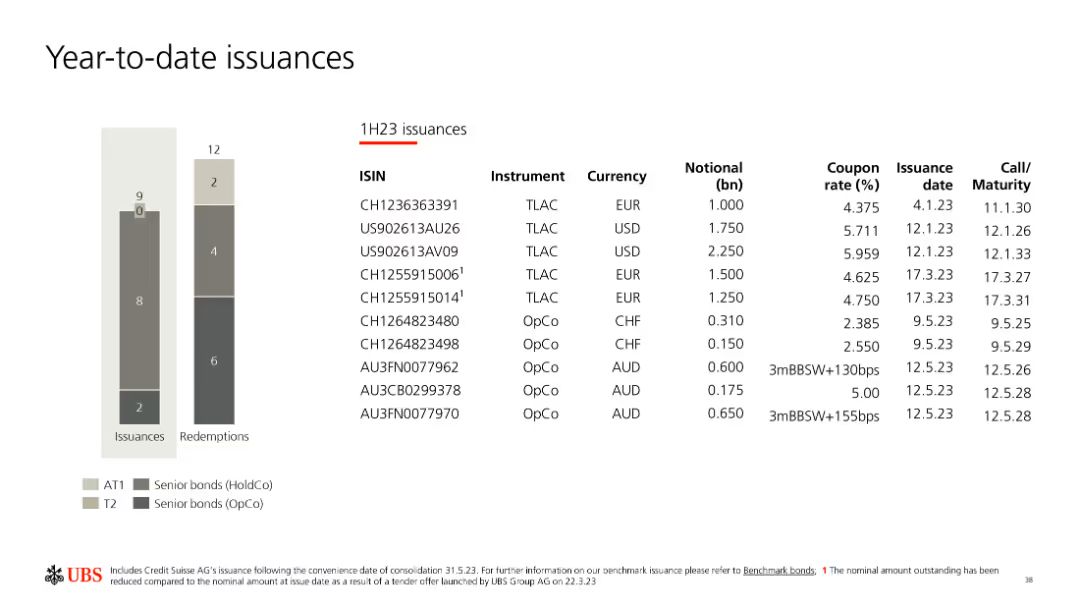 Year-to-date issuances
9
0
8
2
Issuances
12
2
4
6
Redemptions
AT1 Senior bonds (HoldCo)
T2 Senior bonds (OpCo)
1H23 issuances
ISIN Instrument Currency Notional (bn) Coupon rate (%) Issuance date Call/ Maturity
CH1236363391 TLAC EUR 1.000 4.375 4.1.23 11.1.30
US902613AU26 TLAC USD 1.750 5.711 12.1.23 12.1.26
US902613AV09 TLAC USD 2.250 5.959 12.1.23 12.1.33
CH1255915006¹ TLAC EUR 1.500 4.625 17.3.23 17.3.27
CH1255915014¹ TLAC EUR 1.250 4.750 17.3.23 17.3.31
CH1264823480 OpCo CHF 0.310 2.385 9.5.23 9.5.25
CH1264823498 OpCo CHF 0.150 2.550 9.5.23 9.5.29
AU3FN0077962 OpCo AUD 0.600 3mBBSW+130bps 12.5.23 12.5.26
AU3CB0299378 OpCo AUD 0.175 5.00 12.5.23 12.5.28
AU3FN0077970 OpCo AUD 0.650 3mBBSW+155bps 12.5.23 12.5.28
UBS
Includes Credit Suisse AG's issuance following the convenience date of consolidation 31.5.23. For further information on our benchmark issuance please refer to Benchmark bonds; 1 The nominal amount outstanding has been
reduced compared to the nominal amount at issue date as a result of a tender offer launched by UBS Group AG on 22.3.23
38